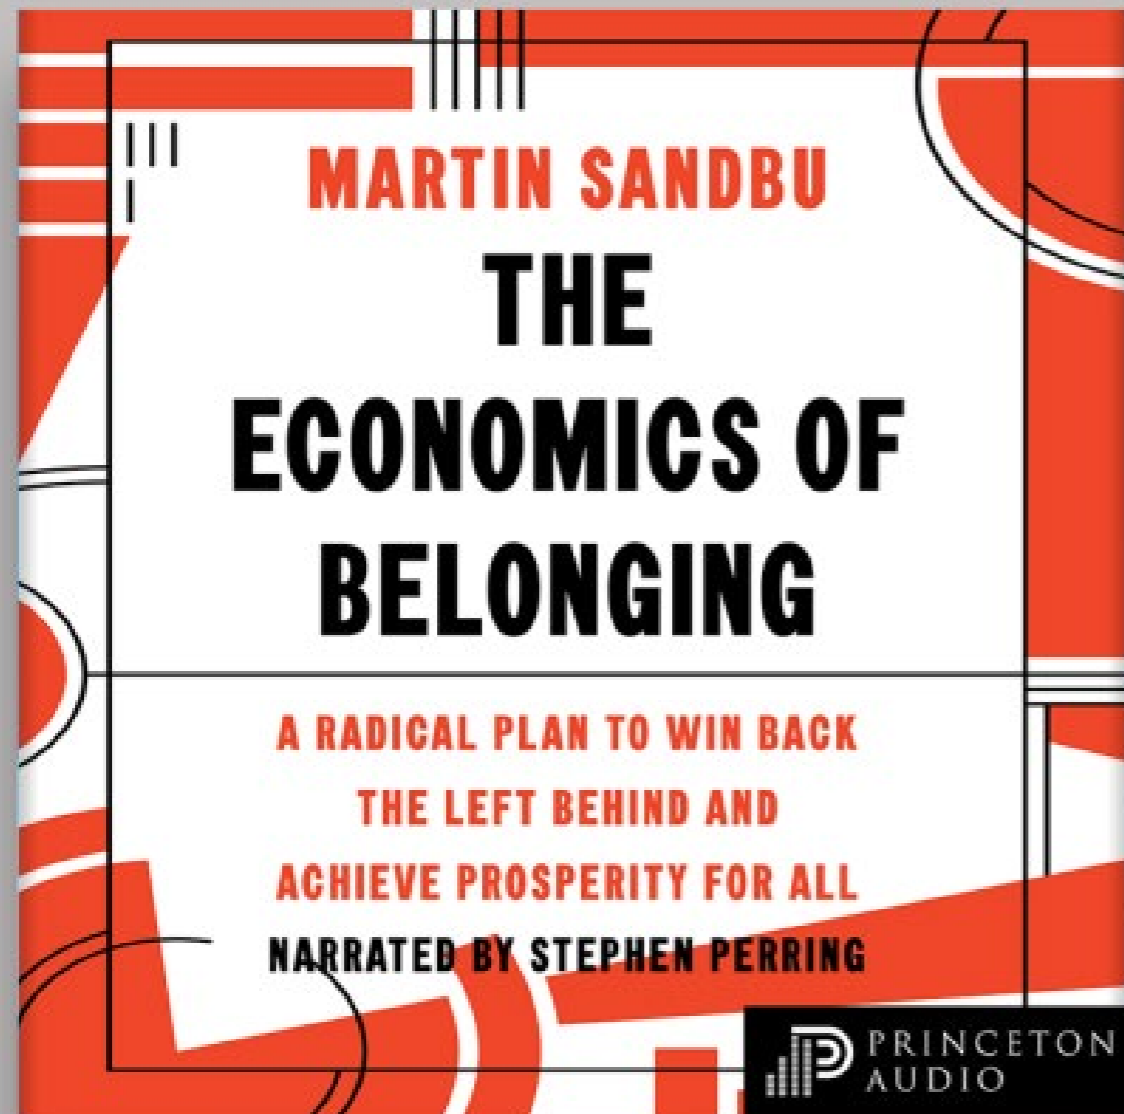 MARTIN SANDBU
THE
ECONOMICS OF
BELONGING
A RADICAL PLAN TO WIN BACK
THE LEFT BEHIND AND
ACHIEVE PROSPERITY FOR ALL
NARRATED BY STEPHEN PERRING
PRINCETON
AUDIO